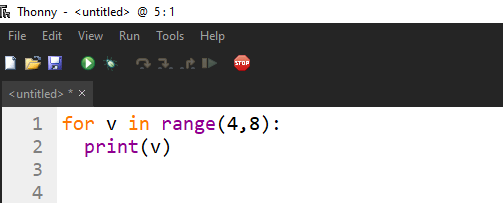 Thonny - <untitled> @ 5:1
File Edit View Run Tools Help
STOP
<untitled> * ×
1 for v in range(4,8):
2   print(v)
3
4